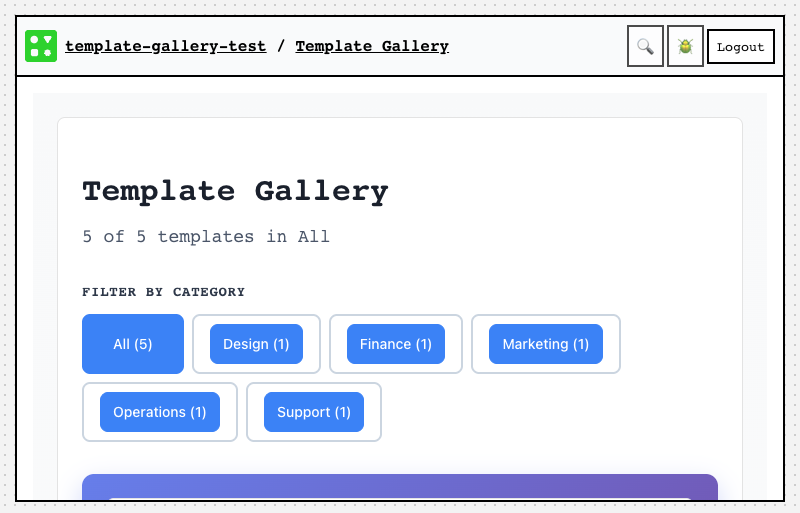 template-gallery-test / Template Gallery
Logout
Template Gallery
5 of 5 templates in All
FILTER BY CATEGORY
All (5) Design (1) Finance (1) Marketing (1)
Operations (1) Support (1)